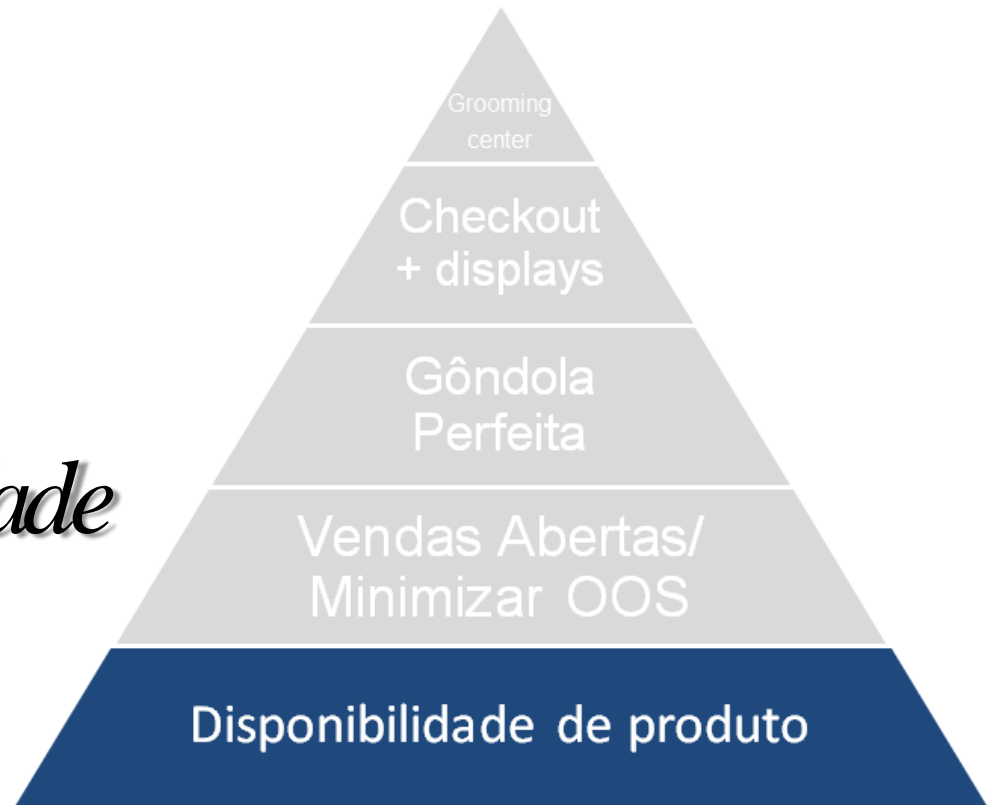 Grooming
center
Checkout
+ displays
Gôndola
Perfeita
Vendas Abertas/
Minimizar OOS
Disponibilidade de produto